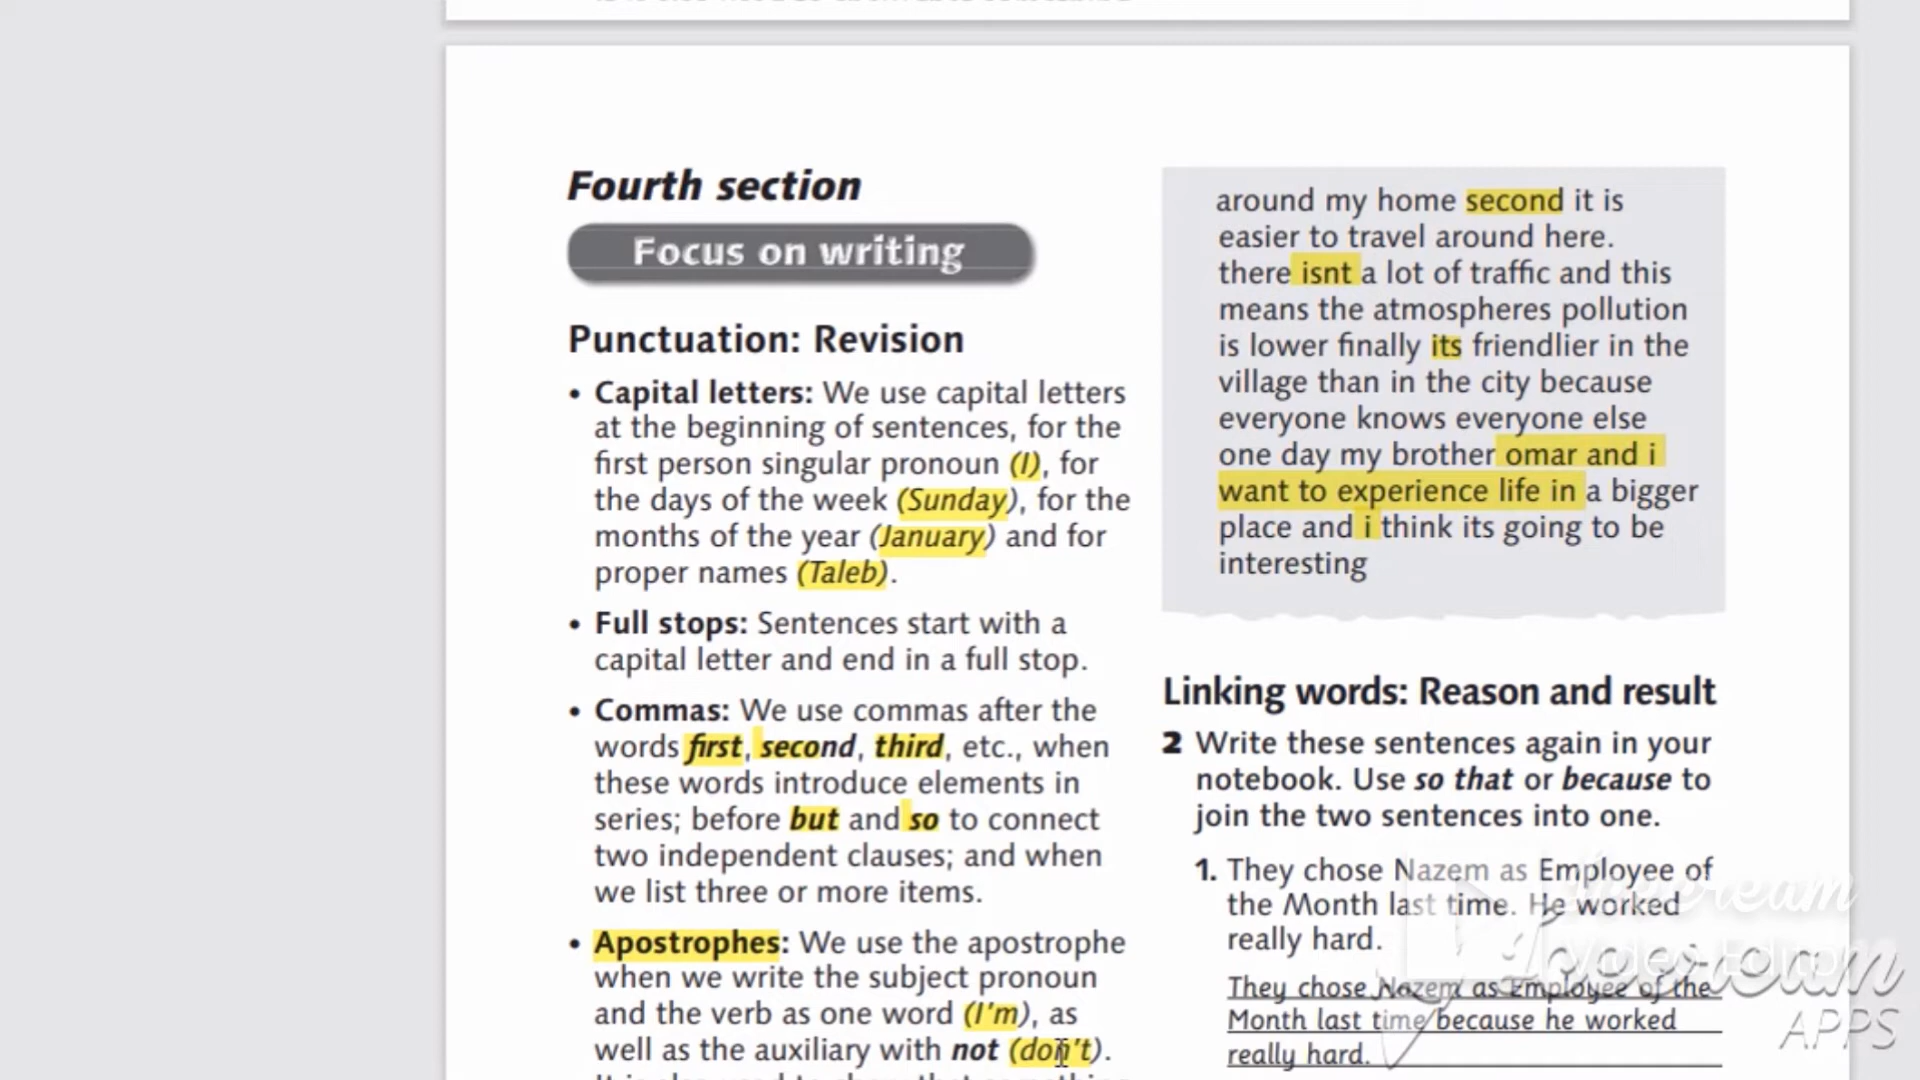 Fourth section
Focus on writing
Punctuation: Revision
• Capital letters: We use capital letters
at the beginning of sentences, for the
first person singular pronoun (I), for
the days of the week (Sunday), for the
months of the year (January) and for
proper names (Taleb).
• Full stops: Sentences start with a
capital letter and end in a full stop.
• Commas: We use commas after the
words first, second, third, etc., when
these words introduce elements in
series; before but and so to connect
two independent clauses; and when
we list three or more items.
• Apostrophes: We use the apostrophe
when we write the subject pronoun
and the verb as one word (I'm), as
well as the auxiliary with not (don't).
around my home second it is
easier to travel around here.
there isnt a lot of traffic and this
means the atmospheres pollution
is lower finally its friendlier in the
village than in the city because
everyone knows everyone else
one day my brother omar and i
want to experience life in a bigger
place and i think its going to be
interesting
Linking words: Reason and result
2 Write these sentences again in your
notebook. Use so that or because to
join the two sentences into one.
1. They chose Nazem as Employee of
the Month last time. He worked
really hard.
They chose Nazem as Employee of the
Month last time because he worked
really hard.
Video Editor
APPS